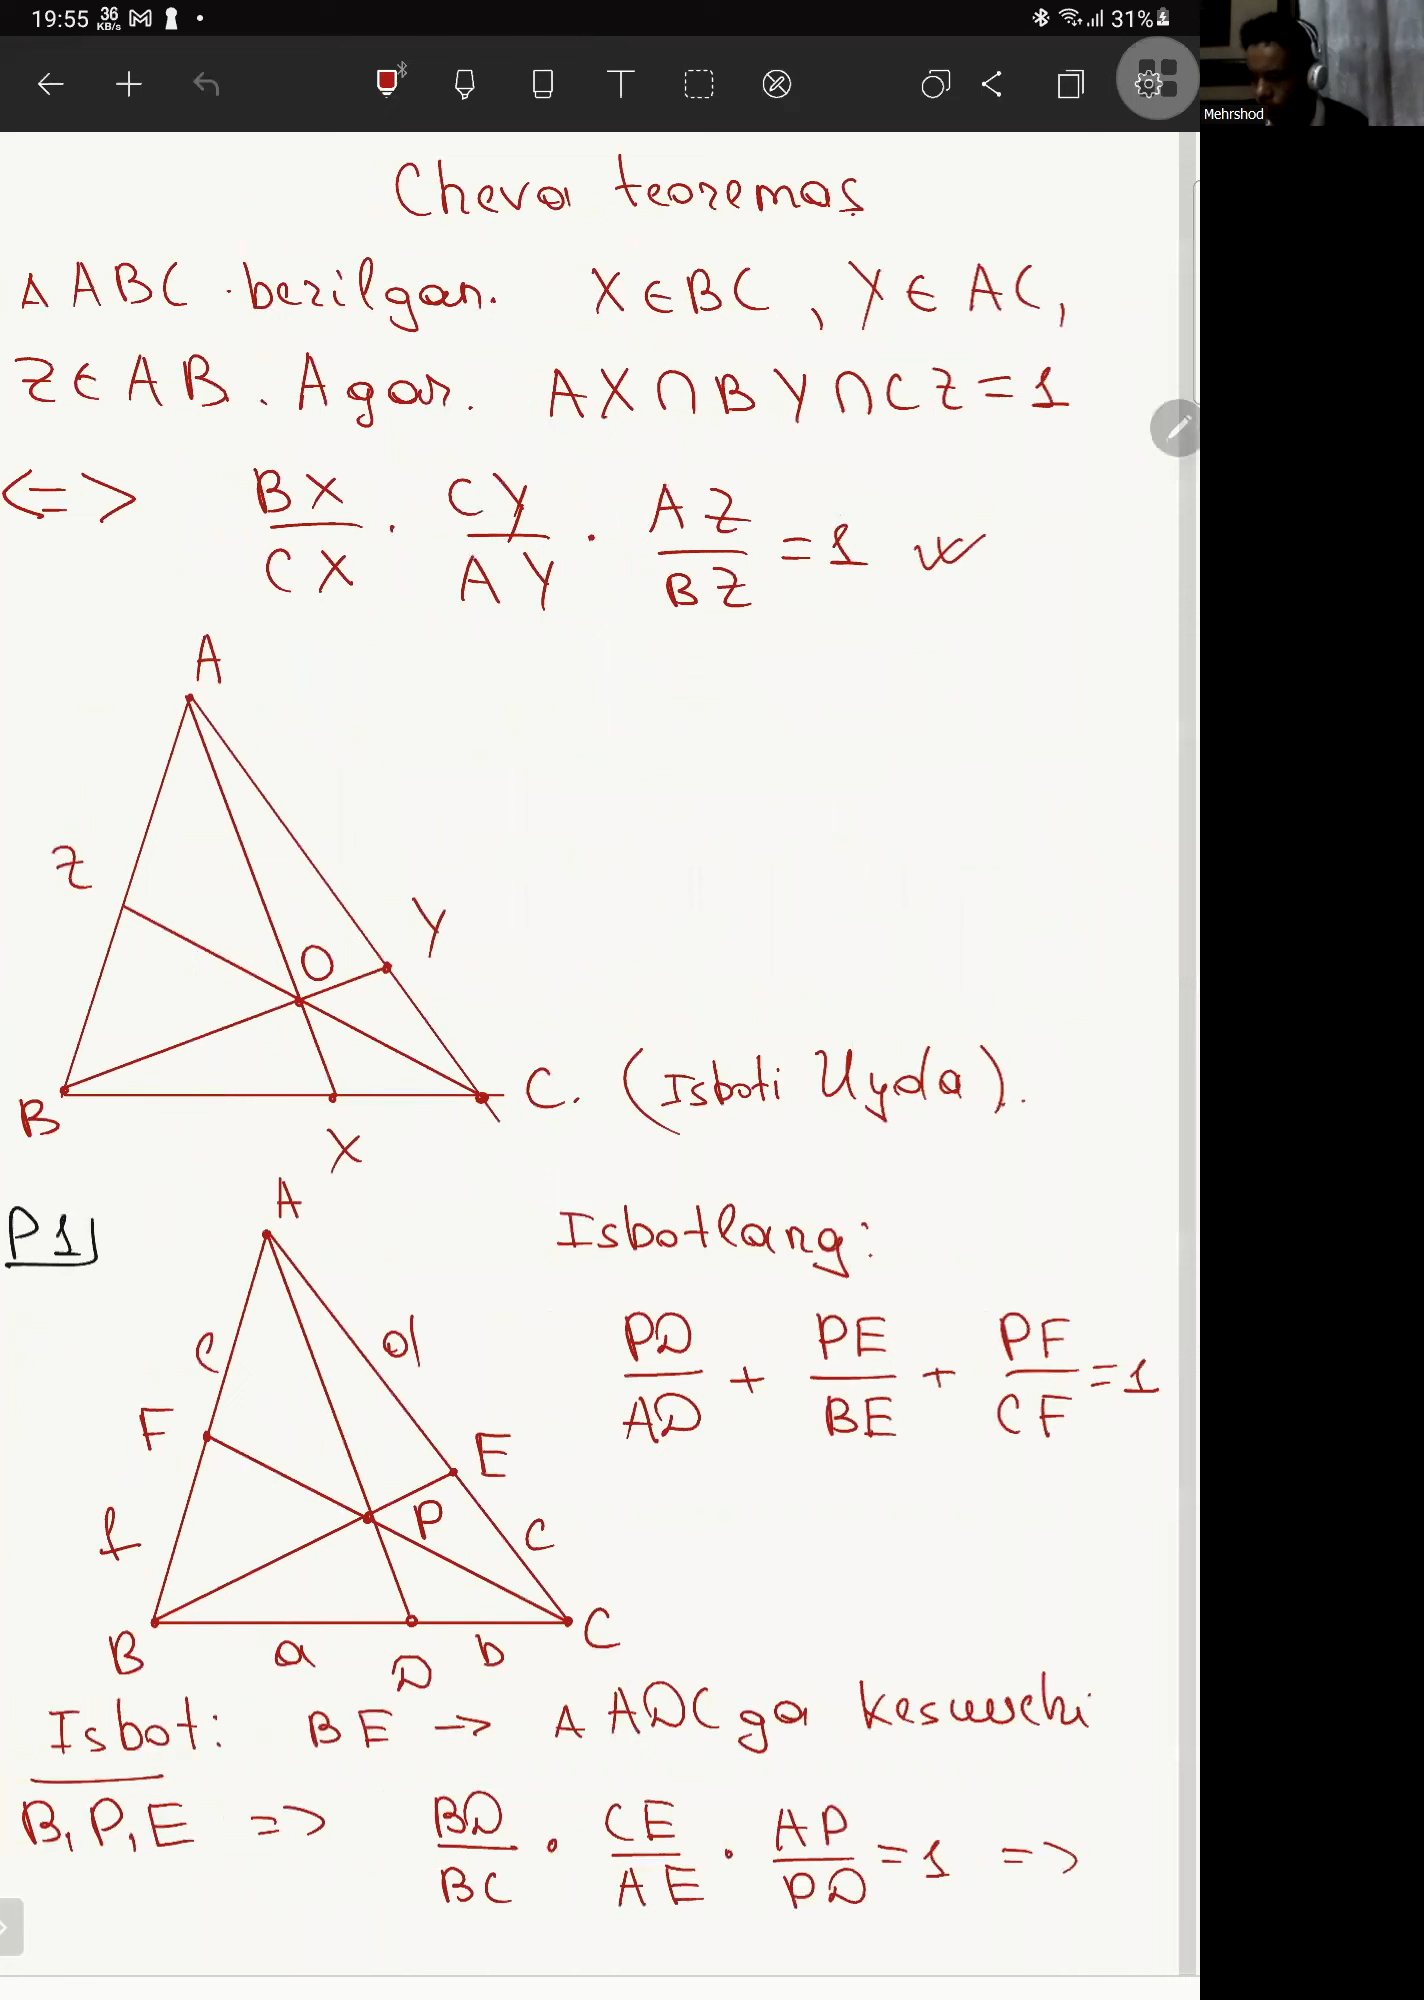 19:55 36 KB/s 31%
Mehrshod
Cheva teoremas
△ ABC berilgan. X ∈ BC, Y ∈ AC,
Z ∈ AB. Agar. AX ∩ BY ∩ CZ = 1
<=> BX/CX · CY/AY · AZ/BZ = 1
A
Z
Y
O
B
X
C. (Isboti Uyda).
P1)
A
Isbotlang:
e
d
PD/AD + PE/BE + PF/CF = 1
F
E
f
P
c
B
a
D
b
C
Isbot: BE -> △ ADC ga kesuvchi
B, P, E => BD/BC · CE/AE · AP/PD = 1 =>